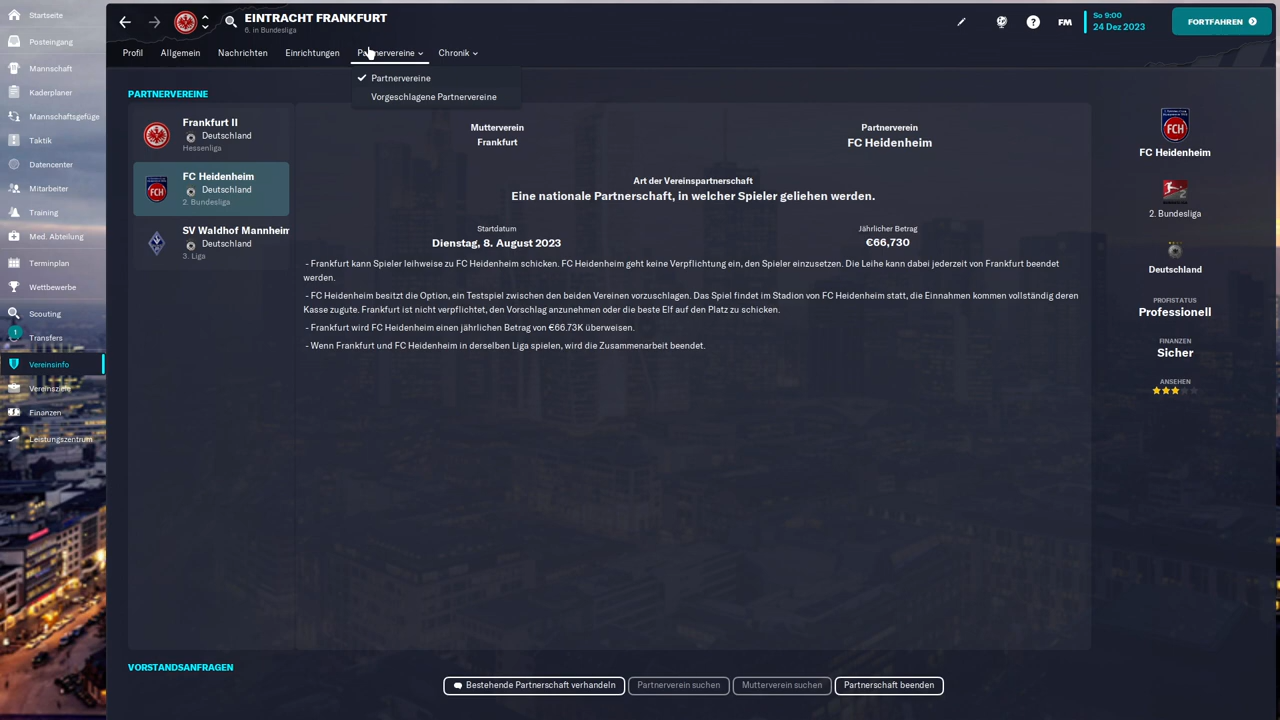 Startseite
Posteingang
Mannschaft
Kaderplaner
Mannschaftsgefüge
Taktik
Datencenter
Mitarbeiter
Training
Med. Abteilung
Terminplan
Wettbewerbe
Scouting
1
Transfers
Vereinsinfo
Vereinsziele
Finanzen
Leistungszentrum
EINTRACHT FRANKFURT
6. in Bundesliga
FM
So 9:00
24 Dez 2023
FORTFAHREN
Profil
Allgemein
Nachrichten
Einrichtungen
Partnervereine
Chronik
Partnervereine
Vorgeschlagene Partnervereine
PARTNERVEREINE
Frankfurt II
Deutschland
Hessenliga
FC Heidenheim
Deutschland
2. Bundesliga
SV Waldhof Mannheim
Deutschland
3. Liga
Mutterverein
Frankfurt
Partnerverein
FC Heidenheim
Art der Vereinspartnerschaft
Eine nationale Partnerschaft, in welcher Spieler geliehen werden.
Startdatum
Dienstag, 8. August 2023
Jährlicher Betrag
€66,730
- Frankfurt kann Spieler leihweise zu FC Heidenheim schicken. FC Heidenheim geht keine Verpflichtung ein, den Spieler einzusetzen. Die Leihe kann dabei jederzeit von Frankfurt beendet
werden.
- FC Heidenheim besitzt die Option, ein Testspiel zwischen den beiden Vereinen vorzuschlagen. Das Spiel findet im Stadion von FC Heidenheim statt, die Einnahmen kommen vollständig deren
Kasse zugute. Frankfurt ist nicht verpflichtet, den Vorschlag anzunehmen oder die beste Elf auf den Platz zu schicken.
- Frankfurt wird FC Heidenheim einen jährlichen Betrag von €66.73K überweisen.
- Wenn Frankfurt und FC Heidenheim in derselben Liga spielen, wird die Zusammenarbeit beendet.
FCH
FC Heidenheim
2. Bundesliga
Deutschland
PROFISTATUS
Professionell
FINANZEN
Sicher
ANSEHEN
VORSTANDSANFRAGEN
Bestehende Partnerschaft verhandeln
Partnerverein suchen
Mutterverein suchen
Partnerschaft beenden